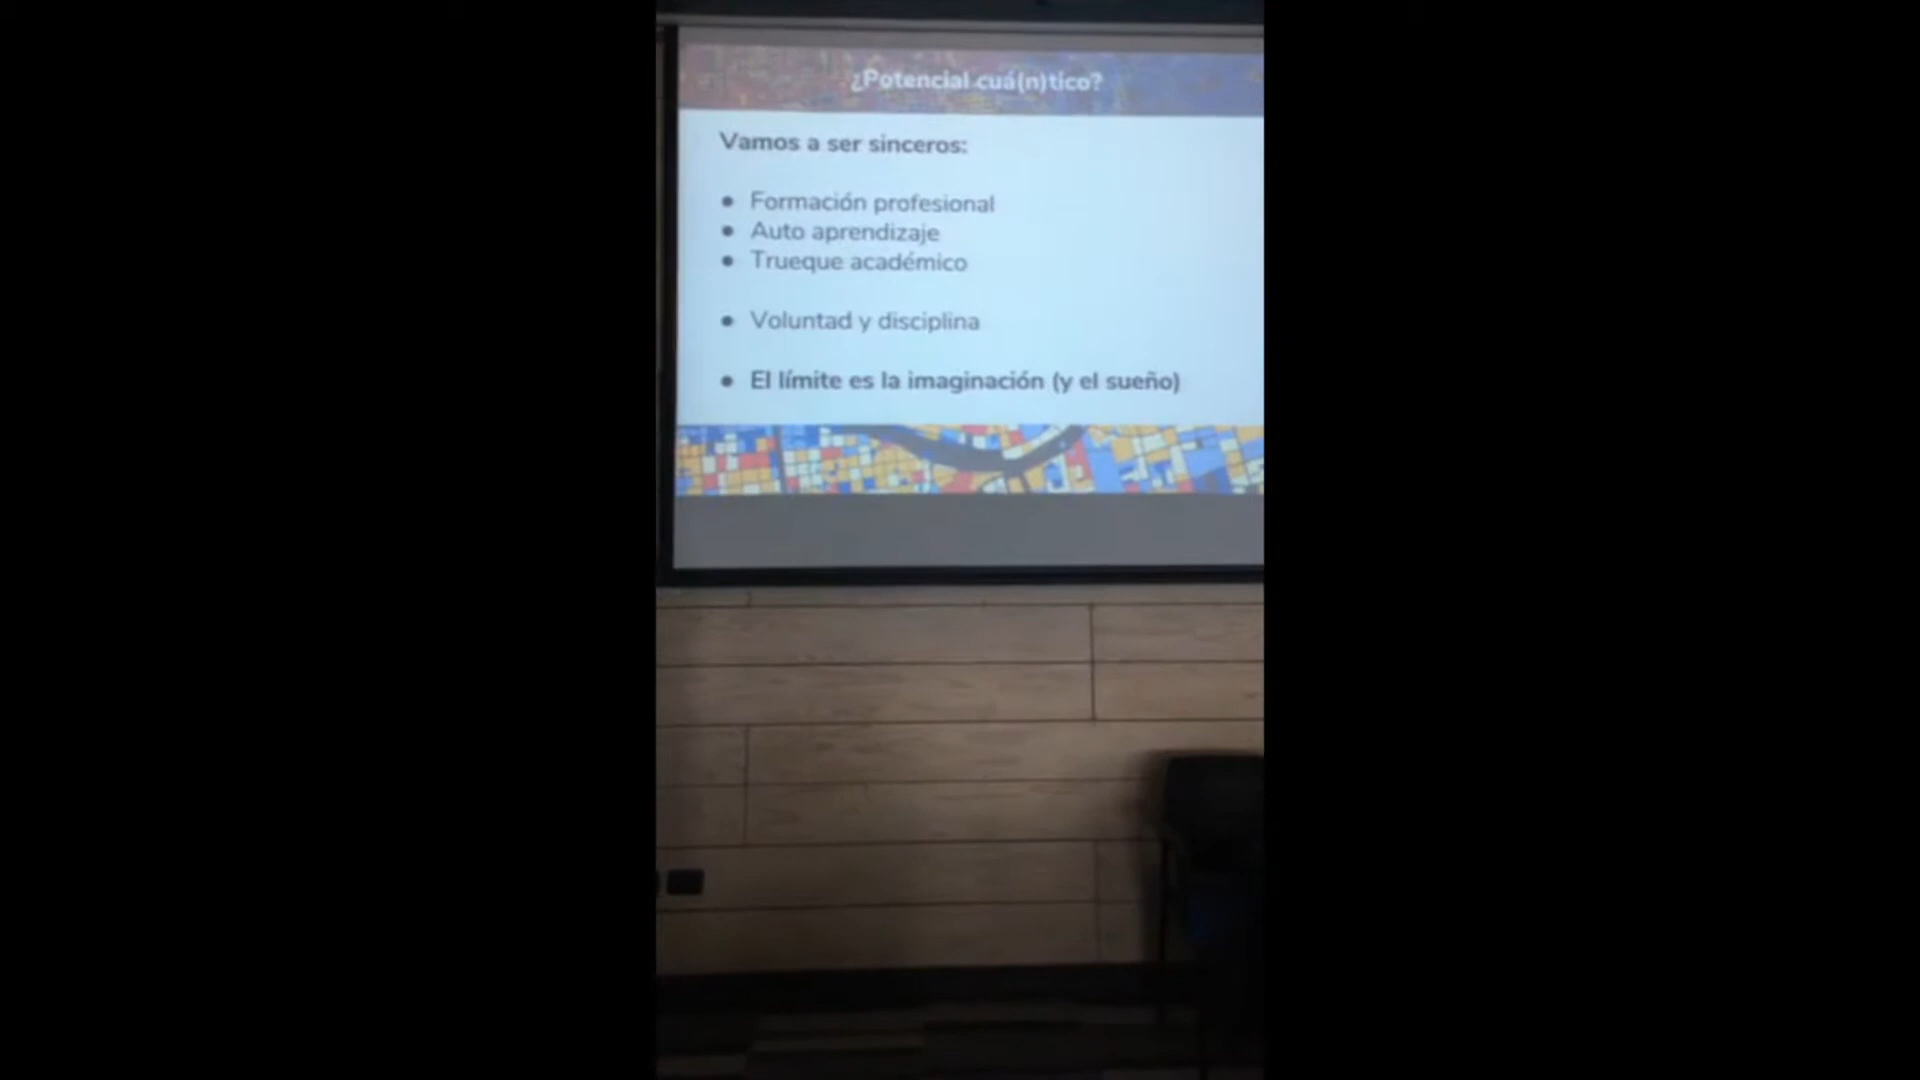 ¿Potencial cuá(n)tico?
Vamos a ser sinceros:
● Formación profesional
● Auto aprendizaje
● Trueque académico
● Voluntad y disciplina
● El límite es la imaginación (y el sueño)